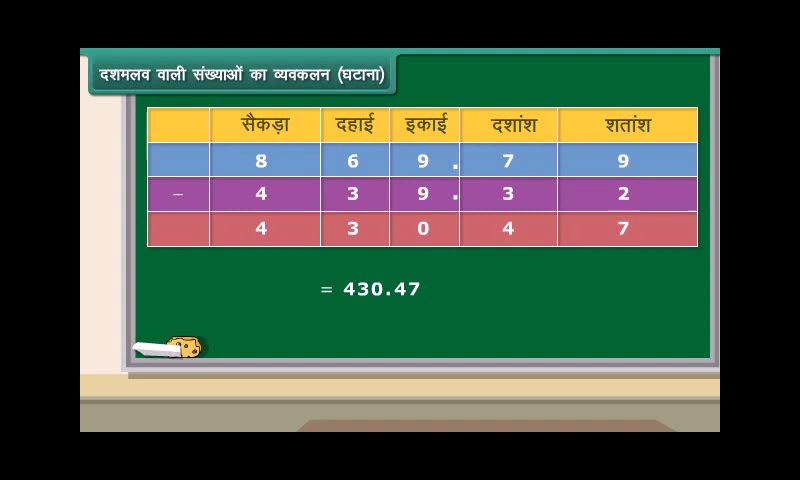 दशमलव वाली संख्याओं का व्यवकलन (घटाना)
सैकड़ा दहाई इकाई दशांश शतांश
8 6 9 . 7 9
– 4 3 9 . 3 2
4 3 0 4 7
= 430.47